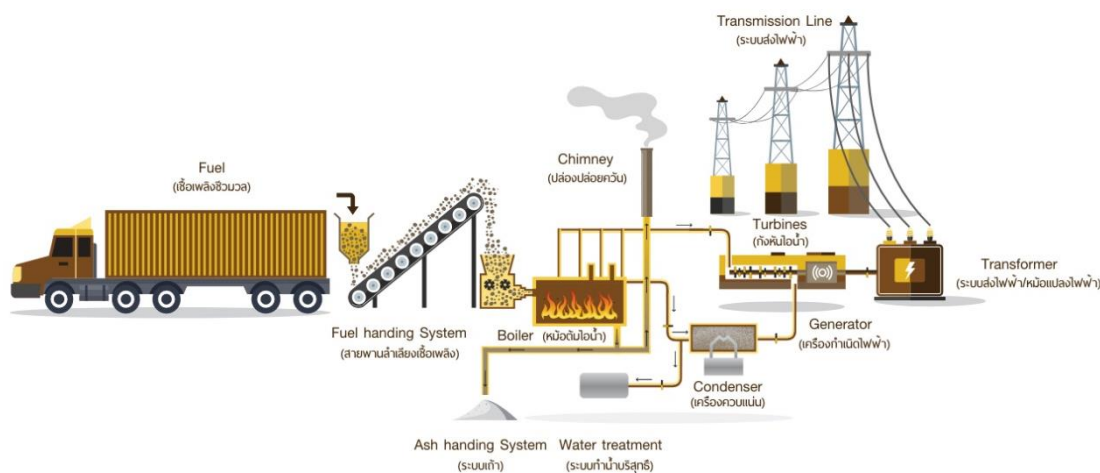 Transmission Line
(ระบบส่งไฟฟ้า)
Fuel
(เชื้อเพลิงชีวมวล)
Chimney
(ปล่องปล่อยควัน)
Turbines
(กังหันไอน้ำ)
Transformer
(ระบบส่งไฟฟ้า/หม้อแปลงไฟฟ้า)
Fuel handing System
(สายพานลำเลียงเชื้อเพลิง)
Boiler (หม้อต้มไอน้ำ)
Generator
(เครื่องกำเนิดไฟฟ้า)
Condenser
(เครื่องควบแน่น)
Ash handing System
(ระบบเถ้า)
Water treatment
(ระบบทำน้ำบริสุทธิ์)